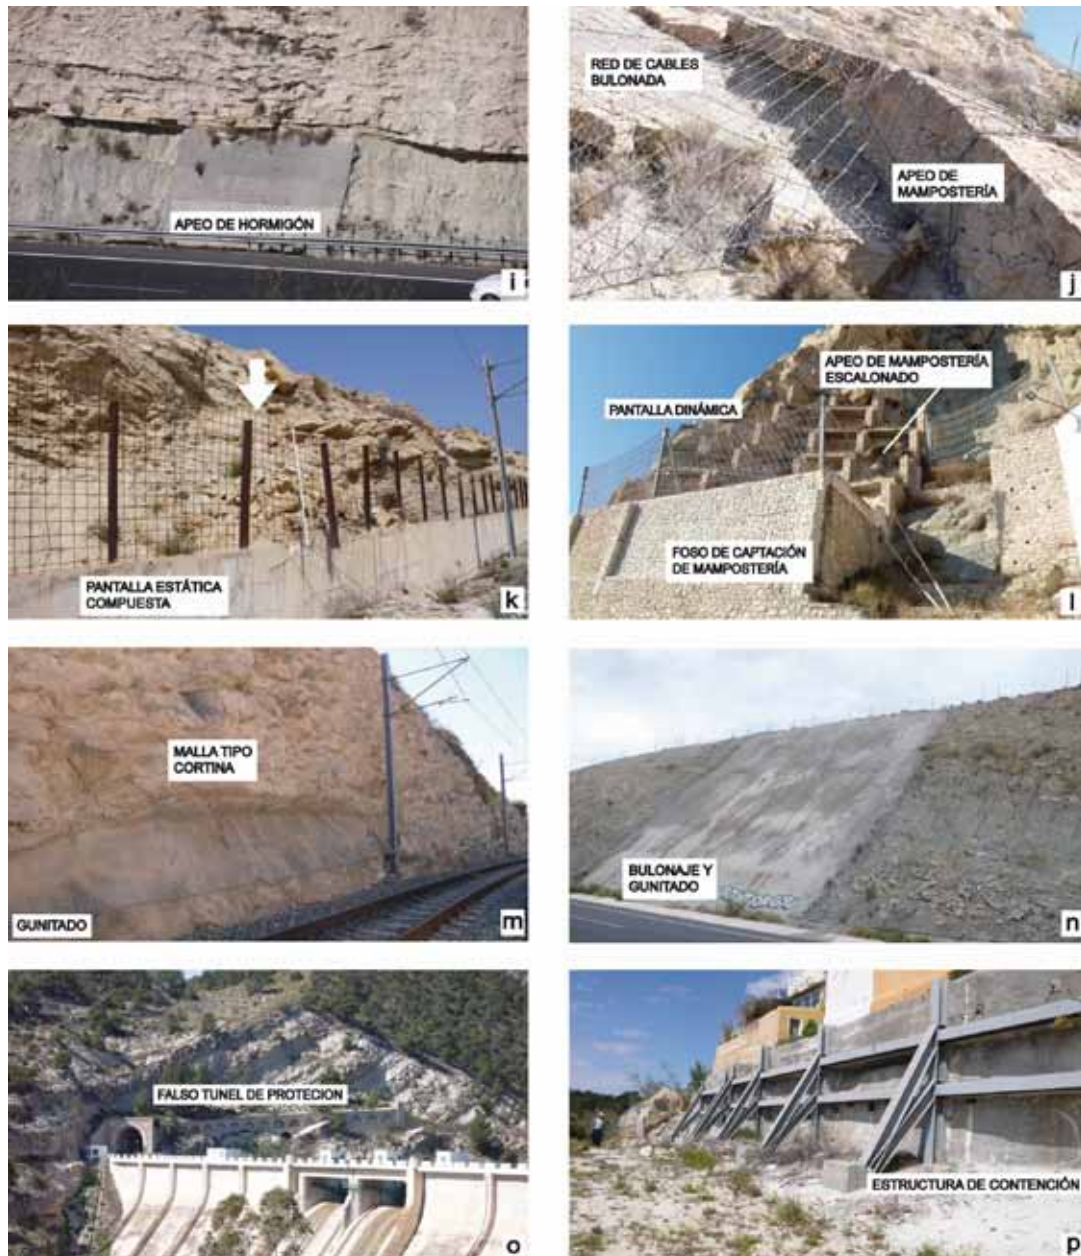 APEO DE HORMIGÓN
i
RED DE CABLES
BULONADA
APEO DE
MAMPOSTERÍA
j
PANTALLA ESTÁTICA
COMPUESTA
k
APEO DE MAMPOSTERÍA
ESCALONADO
PANTALLA DINÁMICA
FOSO DE CAPTACIÓN
DE MAMPOSTERÍA
l
MALLA TIPO
CORTINA
GUNITADO
m
BULONAJE Y
GUNITADO
n
FALSO TUNEL DE PROTECION
o
ESTRUCTURA DE CONTENCIÓN
p